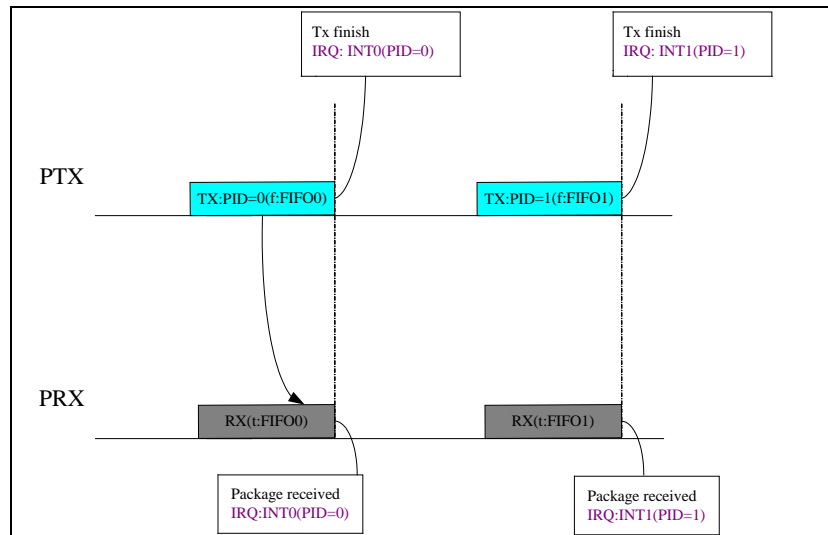 Tx finish
IRQ: INT0(PID=0)
Tx finish
IRQ: INT1(PID=1)
PTX
TX:PID=0(f:FIFO0)
TX:PID=1(f:FIFO1)
PRX
RX(t:FIFO0)
RX(t:FIFO1)
Package received
IRQ:INT0(PID=0)
Package received
IRQ:INT1(PID=1)